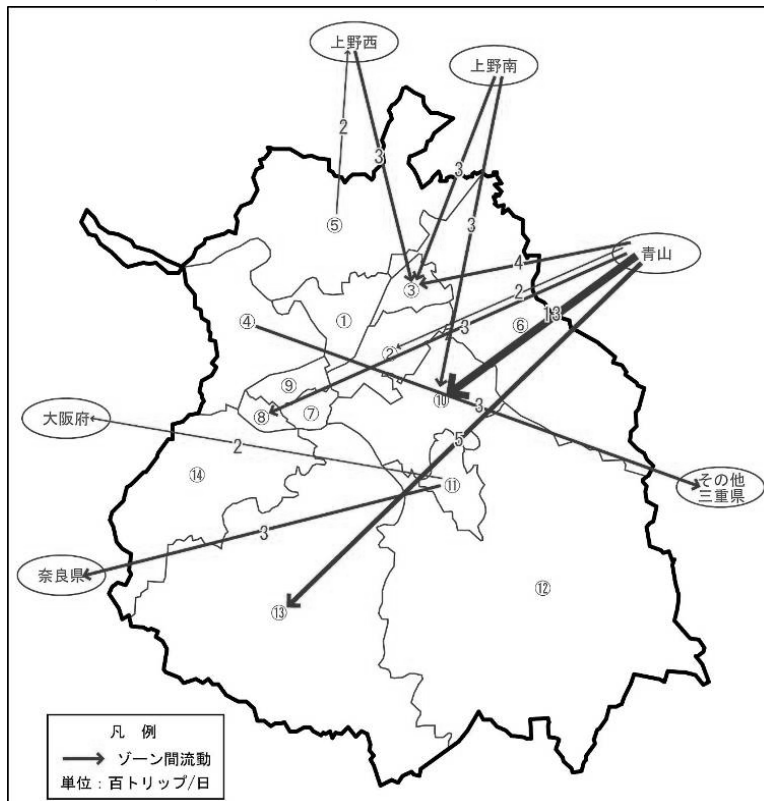 上野西
上野南
2
3
3
3
⑤
青山
③
4
2
④
①
⑥
13
3
②
⑨
⑩
3
大阪府
⑧
⑦
5
2
⑭
⑪
その他
三重県
3
奈良県
⑫
⑬
凡 例
ゾーン間流動
単位：百トリップ/日